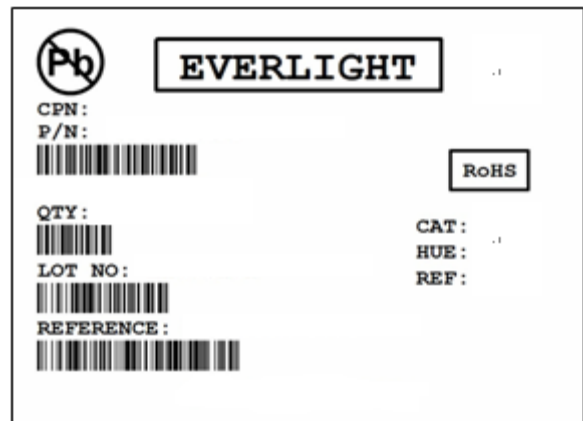 Pb
EVERLIGHT
CPN:
P/N:
RoHS
QTY:
CAT:
HUE:
LOT NO:
REF:
REFERENCE: